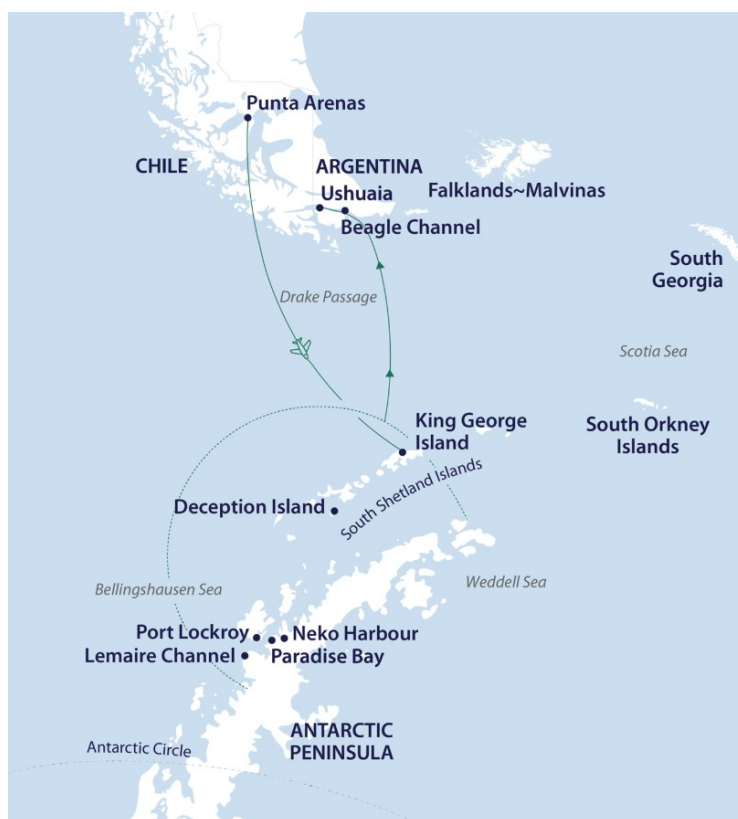 Punta Arenas
CHILE
ARGENTINA
Ushuaia
Falklands~Malvinas
Beagle Channel
South
Georgia
Drake Passage
Scotia Sea
King George
Island
South Orkney
Islands
South Shetland Islands
Deception Island
Bellingshausen Sea
Weddell Sea
Port Lockroy
Neko Harbour
Lemaire Channel
Paradise Bay
ANTARCTIC
PENINSULA
Antarctic Circle